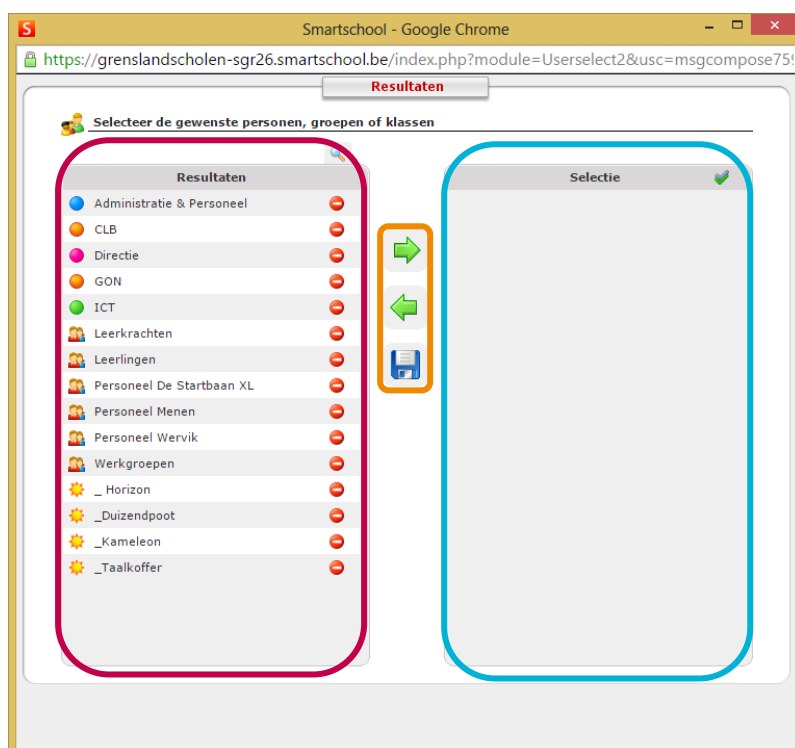 S
Smartschool - Google Chrome
https://grenslandscholen-sgr26.smartschool.be/index.php?module=Userselect2&usc=msgcompose759
Resultaten
Selecteer de gewenste personen, groepen of klassen
Resultaten
Selectie
Administratie & Personeel
CLB
Directie
GON
ICT
Leerkrachten
Leerlingen
Personeel De Startbaan XL
Personeel Menen
Personeel Wervik
Werkgroepen
_ Horizon
_Duizendpoot
_Kameleon
_Taalkoffer